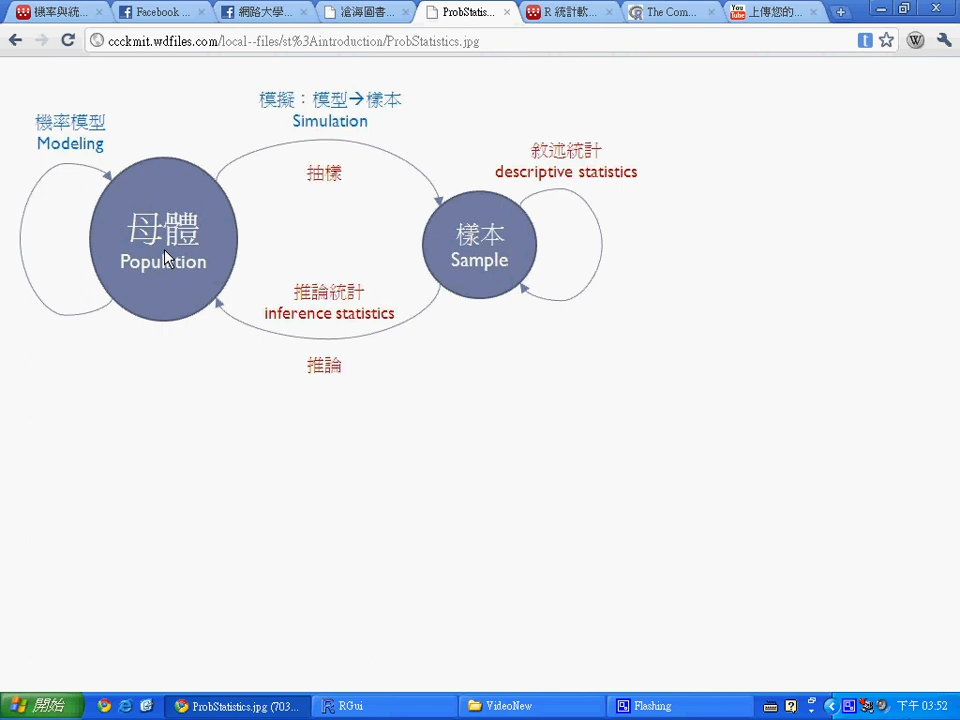 機率與統...
Facebook ...
網路大學...
滄海圖書...
ProbStatis...
R 統計軟...
The Com...
上傳您的...
ccckmit.wdfiles.com/local--files/st%3Aintroduction/ProbStatistics.jpg
模擬：模型→樣本
Simulation
機率模型
Modeling
抽樣
敘述統計
descriptive statistics
母體
Population
樣本
Sample
推論統計
inference statistics
推論
開始
ProbStatistics.jpg (703...
RGui
VideoNew
Flashing
下午 03:52